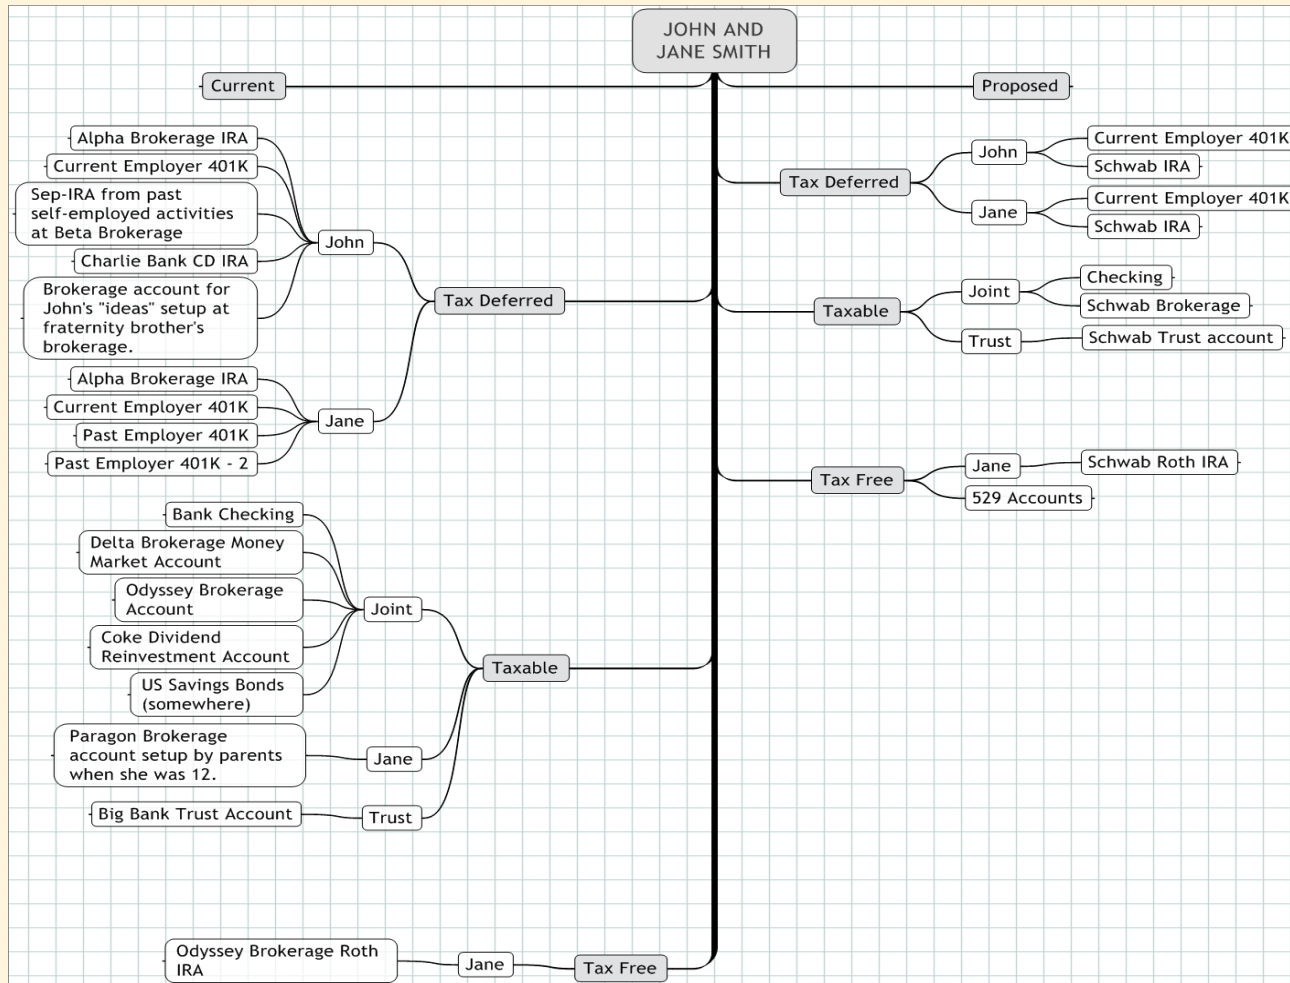 JOHN AND
JANE SMITH
Current
Alpha Brokerage IRA
Current Employer 401K
Sep-IRA from past
self-employed activities
at Beta Brokerage
Charlie Bank CD IRA
Brokerage account for
John's "ideas" setup at
fraternity brother's
brokerage.
John
Tax Deferred
Alpha Brokerage IRA
Current Employer 401K
Past Employer 401K
Past Employer 401K - 2
Jane
Bank Checking
Delta Brokerage Money
Market Account
Odyssey Brokerage
Account
Coke Dividend
Reinvestment Account
US Savings Bonds
(somewhere)
Joint
Taxable
Paragon Brokerage
account setup by parents
when she was 12.
Jane
Big Bank Trust Account
Trust
Odyssey Brokerage Roth
IRA
Jane
Tax Free
Proposed
Tax Deferred
John
Current Employer 401K
Schwab IRA
Jane
Current Employer 401K
Schwab IRA
Taxable
Joint
Checking
Schwab Brokerage
Trust
Schwab Trust account
Tax Free
Jane
Schwab Roth IRA
529 Accounts